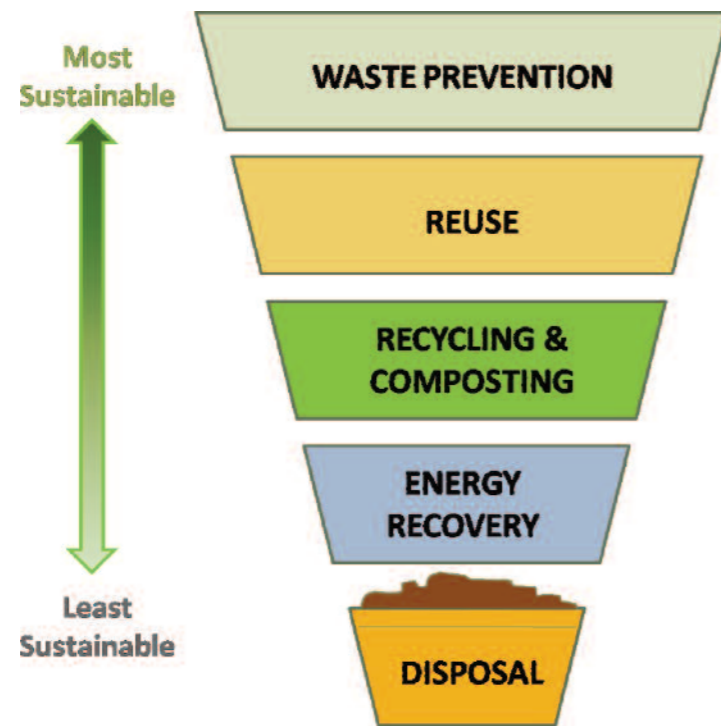 Most
Sustainable
WASTE PREVENTION
REUSE
RECYCLING &
COMPOSTING
ENERGY
RECOVERY
Least
Sustainable
DISPOSAL